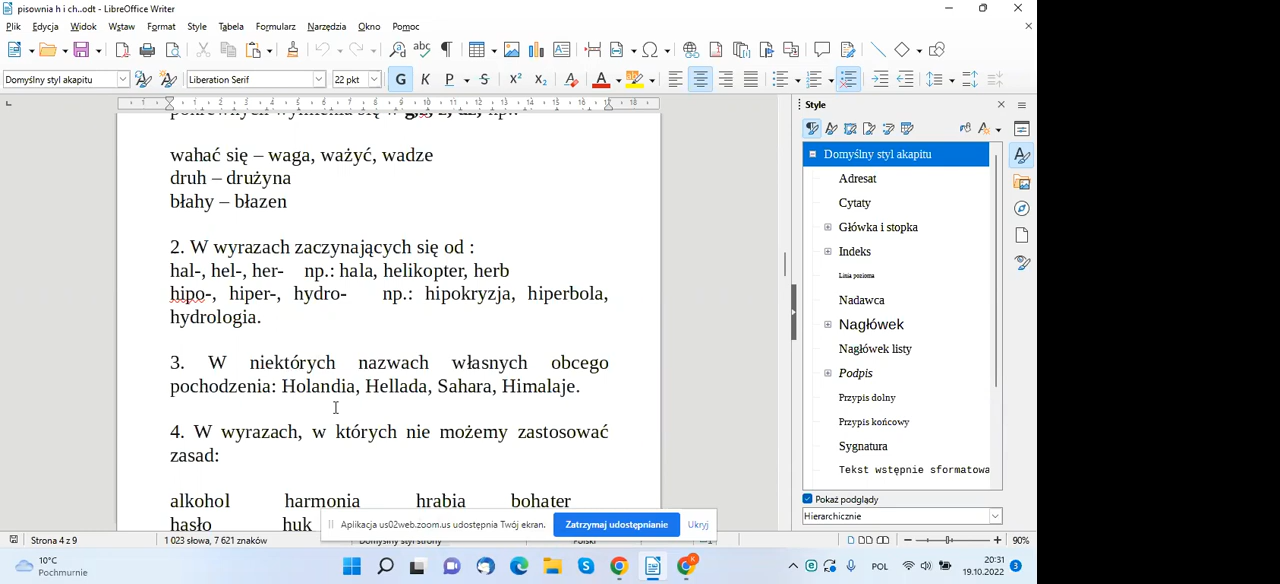 pisownia h i ch..odt - LibreOffice Writer
Plik Edycja Widok Wstaw Format Style Tabela Formularz Narzędzia Okno Pomoc
Domyślny styl akapitu Liberation Serif 22 pkt G K P S X² X₂ A
Style
wahać się – waga, ważyć, wadze
druh – drużyna
błahy – błazen
2. W wyrazach zaczynających się od :
hal-, hel-, her- np.: hala, helikopter, herb
hipo-, hiper-, hydro- np.: hipokryzja, hiperbola,
hydrologia.
3. W niektórych nazwach własnych obcego
pochodzenia: Holandia, Hellada, Sahara, Himalaje.
4. W wyrazach, w których nie możemy zastosować
zasad:
alkohol harmonia hrabia bohater
hasło huk
Domyślny styl akapitu
Adresat
Cytaty
Główka i stopka
Indeks
Linia pozioma
Nadawca
Nagłówek
Nagłówek listy
Podpis
Przypis dolny
Przypis końcowy
Sygnatura
Tekst wstępnie sformatowa
Pokaż podglądy
Hierarchicznie
Aplikacja us02web.zoom.us udostępnia Twój ekran. Zatrzymaj udostępnianie Ukryj
Strona 4 z 9 1 023 słowa, 7 621 znaków Domyślny styl strony Polski 90%
10°C
Pochmurnie
POL
20:31
19.10.2022
3